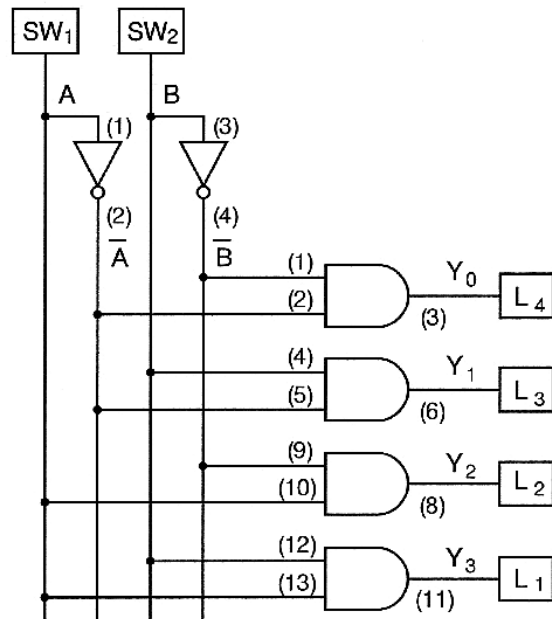 SW₁ SW₂
A B
(1) (3)
(2) (4)
A̅ B̅
(1) Y₀
(2) (3) L₄
(4) Y₁
(5) (6) L₃
(9) Y₂
(10) (8) L₂
(12) Y₃
(13) (11) L₁